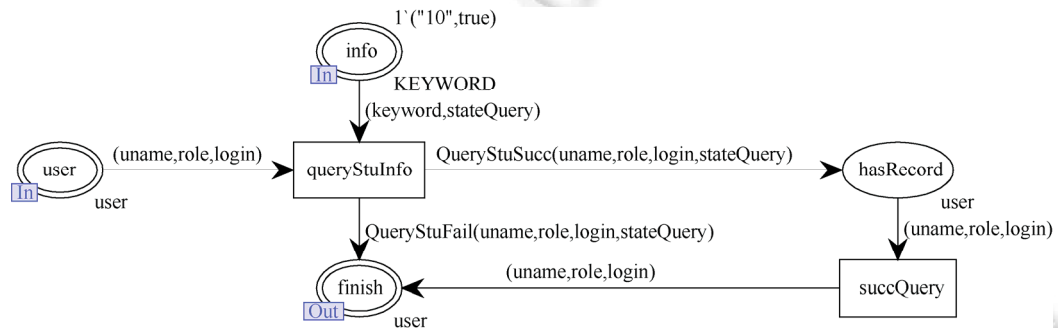 1`("10",true)
info
In
KEYWORD
(keyword,stateQuery)
(uname,role,login)
QueryStuSucc(uname,role,login,stateQuery)
user
queryStuInfo
hasRecord
In
user
user
(uname,role,login)
QueryStuFail(uname,role,login,stateQuery)
(uname,role,login)
finish
succQuery
Out
user